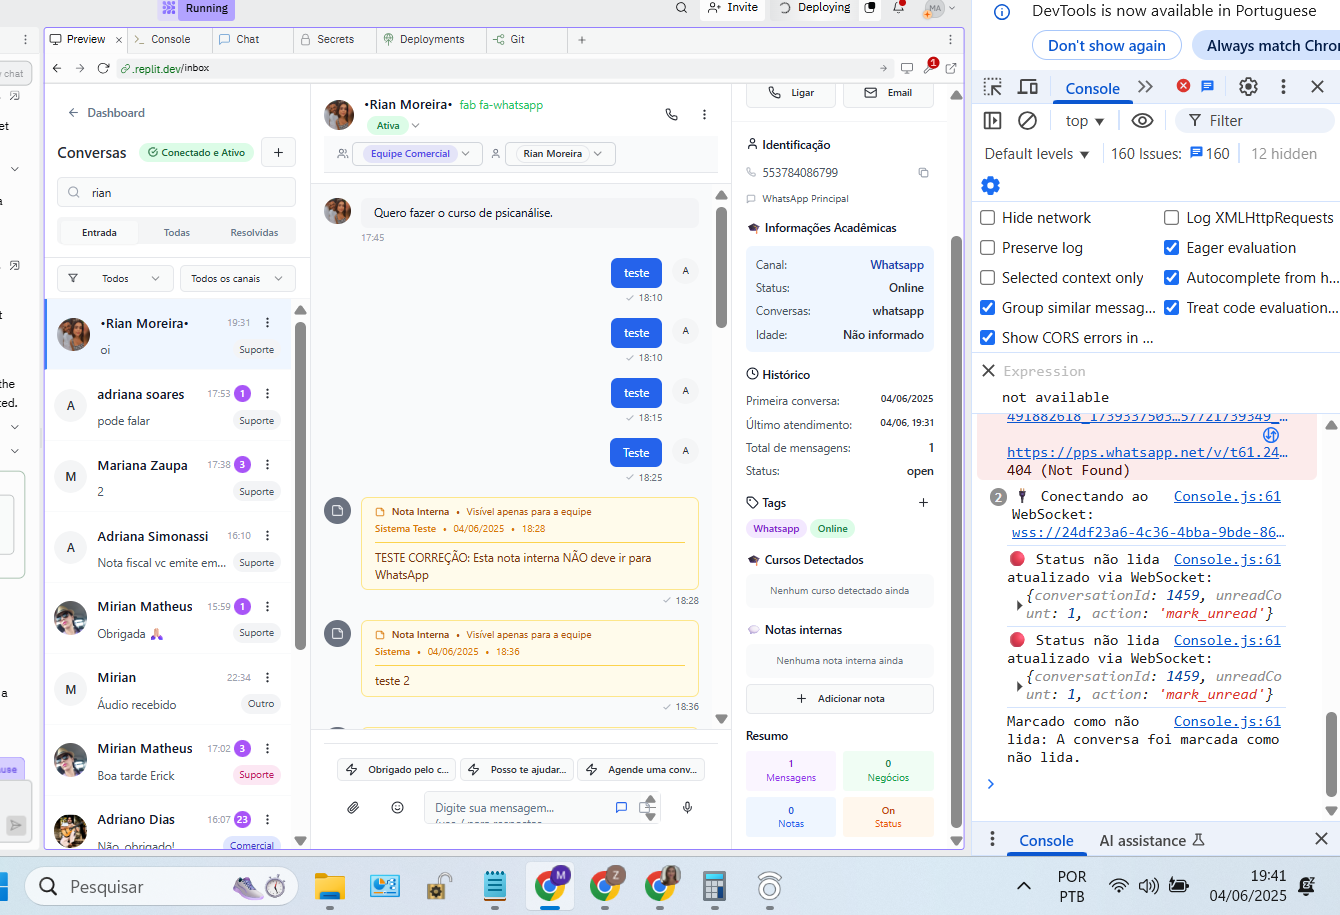 Running
Invite
Deploying
MA
Preview
Console
Chat
Secrets
Deployments
Git
.replit.dev/inbox
1
chat
et
the
ted.
a
use
Dashboard
Conversas
Conectado e Ativo
rian
Entrada
Todas
Resolvidas
Todos
Todos os canais
•Rian Moreira•
19:31
oi
Suporte
A
adriana soares
17:53
1
pode falar
Suporte
M
Mariana Zaupa
17:38
3
2
Suporte
A
Adriana Simonassi
16:10
Nota fiscal vc emite em...
Suporte
Mirian Matheus
15:59
1
Obrigada 🙏🏻
Suporte
M
Mirian
22:34
Áudio recebido
Outro
Mirian Matheus
17:02
3
Boa tarde Erick
Suporte
Adriano Dias
16:07
23
Não, obrigado!
Comercial
•Rian Moreira•
fab fa-whatsapp
Ativa
Equipe Comercial
Rian Moreira
Quero fazer o curso de psicanálise.
17:45
teste
A
✓ 18:10
teste
A
✓ 18:10
teste
A
✓ 18:15
Teste
A
✓ 18:25
Nota Interna • Visível apenas para a equipe
Sistema Teste • 04/06/2025 • 18:28
TESTE CORREÇÃO: Esta nota interna NÃO deve ir para
WhatsApp
✓ 18:28
Nota Interna • Visível apenas para a equipe
Sistema • 04/06/2025 • 18:36
teste 2
✓ 18:36
Obrigado pelo c...
Posso te ajudar...
Agende uma conv...
Digite sua mensagem...
Ligar
Email
Identificação
553784086799
WhatsApp Principal
Informações Acadêmicas
Canal: Whatsapp
Status: Online
Conversas: whatsapp
Idade: Não informado
Histórico
Primeira conversa: 04/06/2025
Último atendimento: 04/06, 19:31
Total de mensagens: 1
Status: open
Tags
Whatsapp
Online
Cursos Detectados
Nenhum curso detectado ainda
Notas internas
Nenhuma nota interna ainda
Adicionar nota
Resumo
1
Mensagens
0
Negócios
0
Notas
On
Status
DevTools is now available in Portuguese
Don't show again
Always match Chro
Console
top
Filter
Default levels
160 Issues:
160
12 hidden
Hide network
Log XMLHttpRequests
Preserve log
Eager evaluation
Selected context only
Autocomplete from h...
Group similar messag...
Treat code evaluation...
Show CORS errors in ...
Expression
not available
491882618_1739337503…57721739349_…
https://pps.whatsapp.net/v/t61.24…
404 (Not Found)
2
Conectando ao
Console.js:61
WebSocket:
wss://24df23a6-4c36-4bba-9bde-86…
Status não lida
Console.js:61
atualizado via WebSocket:
{conversationId: 1459, unreadCo
unt: 1, action: 'mark_unread'}
Status não lida
Console.js:61
atualizado via WebSocket:
{conversationId: 1459, unreadCo
unt: 1, action: 'mark_unread'}
Marcado como não
Console.js:61
lida: A conversa foi marcada como
não lida.
Console
AI assistance
Pesquisar
M
Z
POR
PTB
19:41
04/06/2025